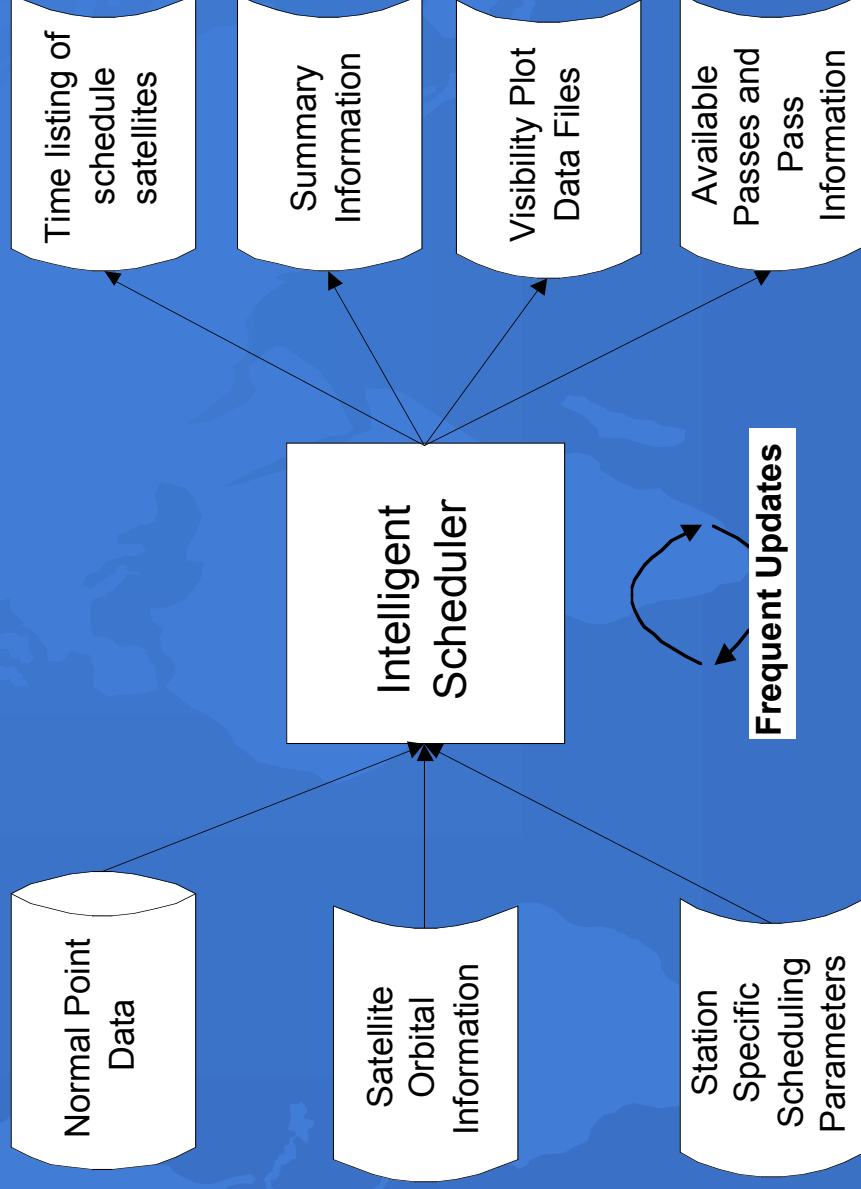 Normal Point
Data
Satellite
Orbital
Information
Station
Specific
Scheduling
Parameters
Intelligent
Scheduler
Frequent Updates
Time listing of
schedule
satellites
Summary
Information
Visibility Plot
Data Files
Available
Passes and
Pass
Information